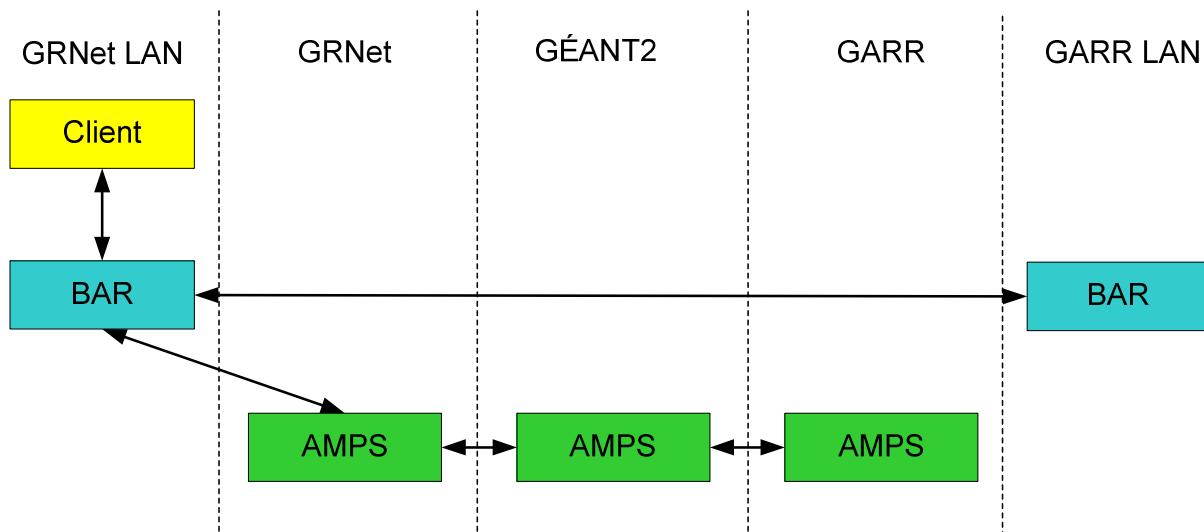 GRNet LAN
GRNet
GÉANT2
GARR
GARR LAN
Client
BAR
BAR
AMPS
AMPS
AMPS